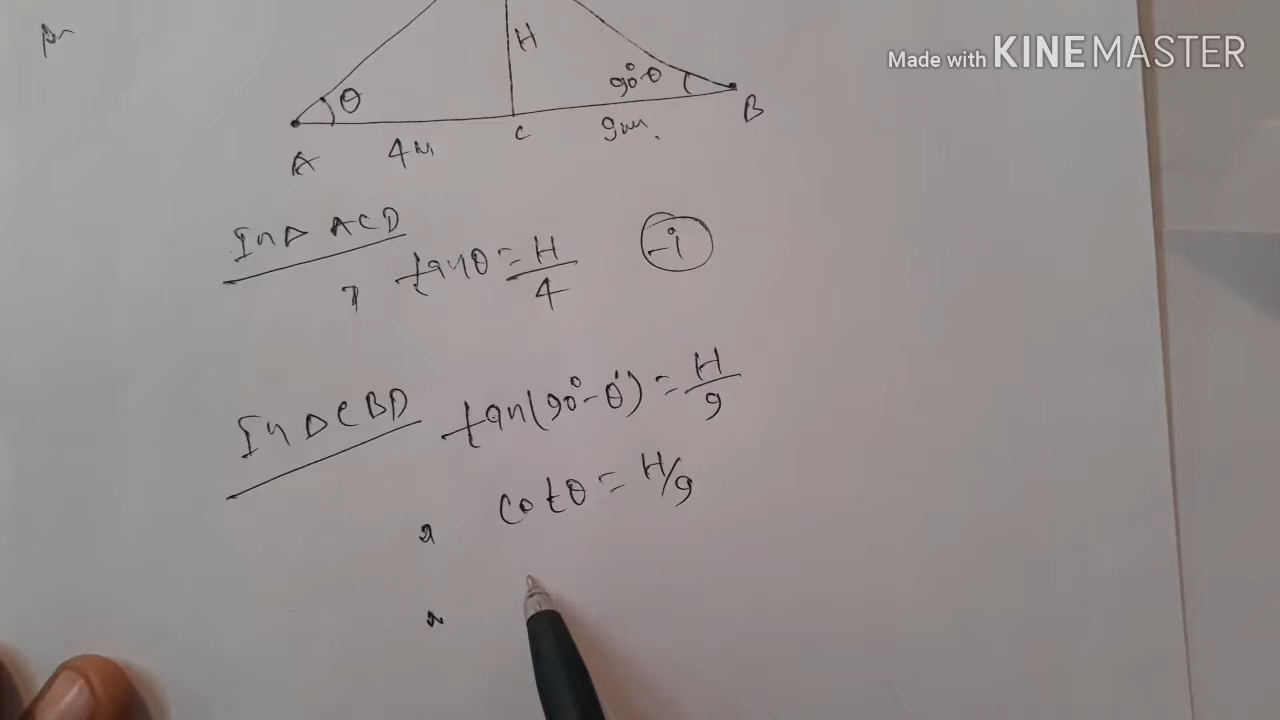 Made with KINEMASTER
H
θ
90°-θ
A
4m
C
9m.
B
In Δ ACD
tanθ = H/4
-i
In Δ CBD
tan(90°-θ) = H/9
cotθ = H/9